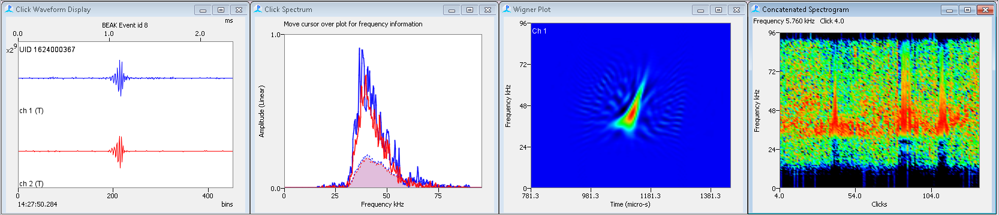 Click Waveform Display
BEAK Event id 8
ms
0.0 1.0 2.0
x2^9
UID 1624000367
ch 1 (T)
ch 2 (T)
0 200 400
14:27:50.284 bins
Click Spectrum
Move cursor over plot for frequency information
1.0
Amplitude (Linear)
0.0
0 25 50 75
Frequency kHz
Wigner Plot
96
Ch 1
72
Frequency kHz
48
24
0
781.3 981.3 1181.3 1381.3
Time (micro-s)
Concatenated Spectrogram
Frequency 5.760 kHz Click 4.0
96
72
Frequency kHz
48
24
0
4.0 54.0 104.0
Clicks